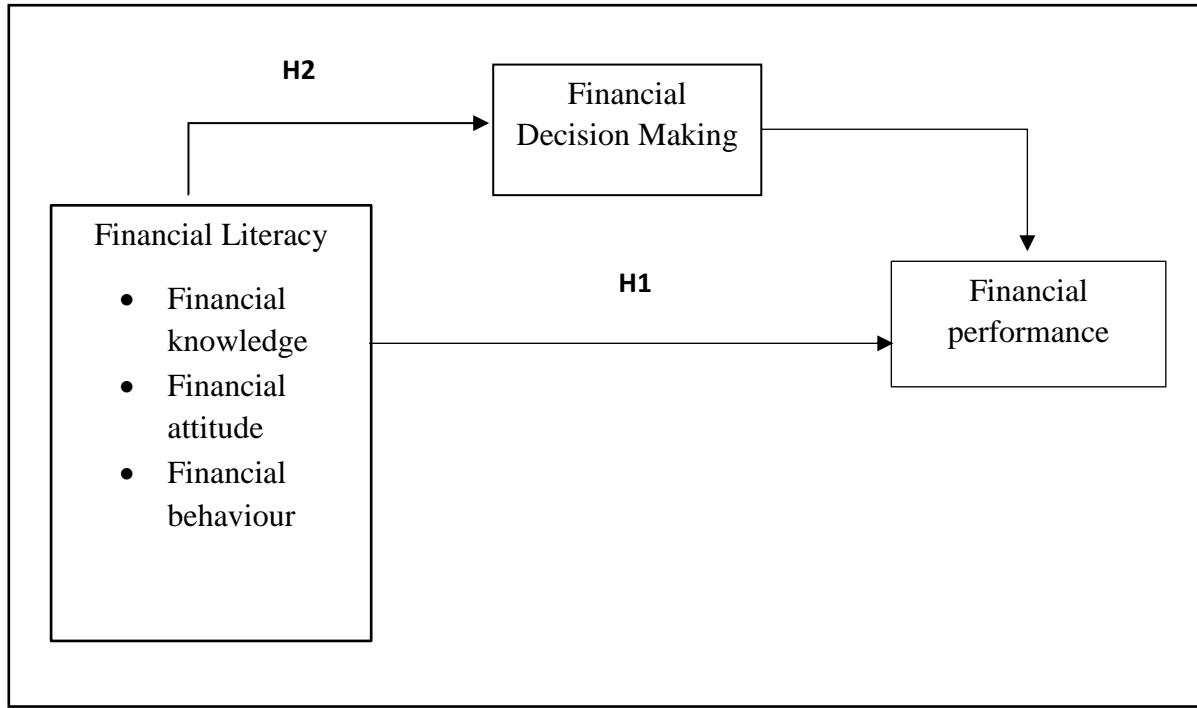 H2
Financial
Decision Making
Financial Literacy
• Financial
knowledge
• Financial
attitude
• Financial
behaviour
H1
Financial
performance